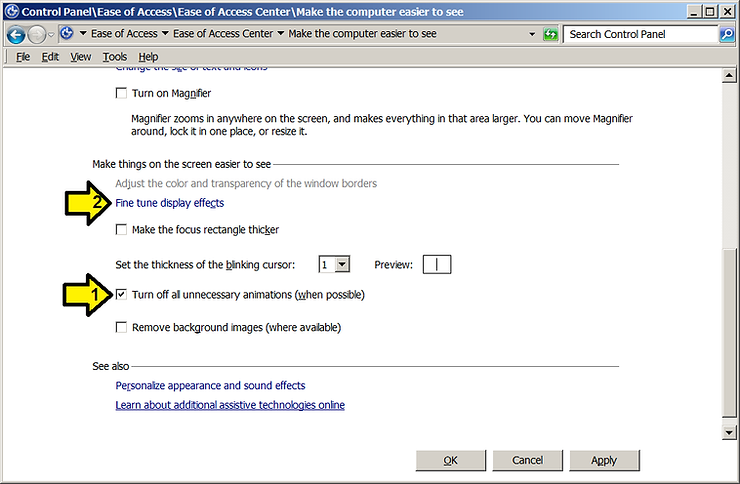 Control Panel\Ease of Access\Ease of Access Center\Make the computer easier to see
Ease of Access Ease of Access Center Make the computer easier to see
Search Control Panel
File Edit View Tools Help
Change the size of text and icons
Turn on Magnifier
Magnifier zooms in anywhere on the screen, and makes everything in that area larger. You can move Magnifier
around, lock it in one place, or resize it.
Make things on the screen easier to see
Adjust the color and transparency of the window borders
2 Fine tune display effects
Make the focus rectangle thicker
Set the thickness of the blinking cursor: 1 Preview:
1 Turn off all unnecessary animations (when possible)
Remove background images (where available)
See also
Personalize appearance and sound effects
Learn about additional assistive technologies online
OK Cancel Apply